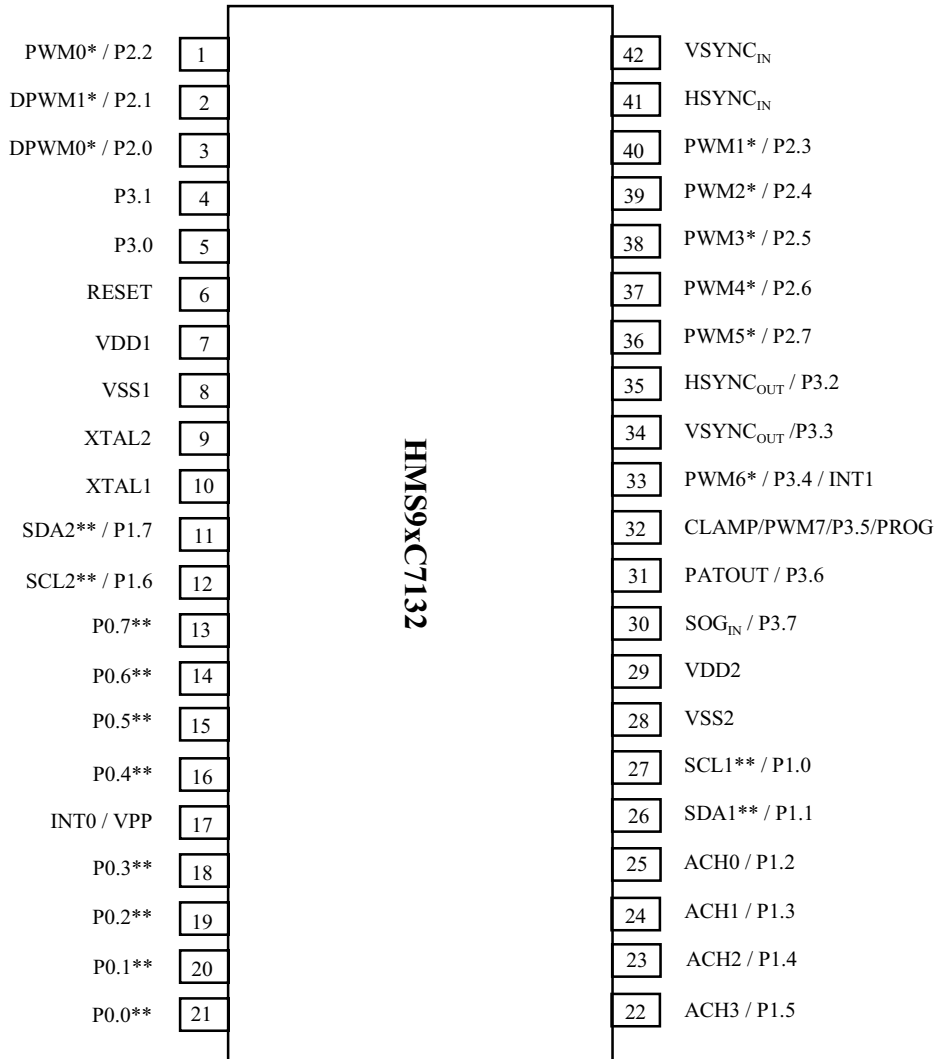 PWM0* / P2.2 1
DPWM1* / P2.1 2
DPWM0* / P2.0 3
P3.1 4
P3.0 5
RESET 6
VDD1 7
VSS1 8
XTAL2 9
XTAL1 10
SDA2** / P1.7 11
SCL2** / P1.6 12
P0.7** 13
P0.6** 14
P0.5** 15
P0.4** 16
INT0 / VPP 17
P0.3** 18
P0.2** 19
P0.1** 20
P0.0** 21
HMS9xC7132
42 VSYNCIN
41 HSYNCIN
40 PWM1* / P2.3
39 PWM2* / P2.4
38 PWM3* / P2.5
37 PWM4* / P2.6
36 PWM5* / P2.7
35 HSYNCOUT / P3.2
34 VSYNCOUT /P3.3
33 PWM6* / P3.4 / INT1
32 CLAMP/PWM7/P3.5/PROG
31 PATOUT / P3.6
30 SOGIN / P3.7
29 VDD2
28 VSS2
27 SCL1** / P1.0
26 SDA1** / P1.1
25 ACH0 / P1.2
24 ACH1 / P1.3
23 ACH2 / P1.4
22 ACH3 / P1.5